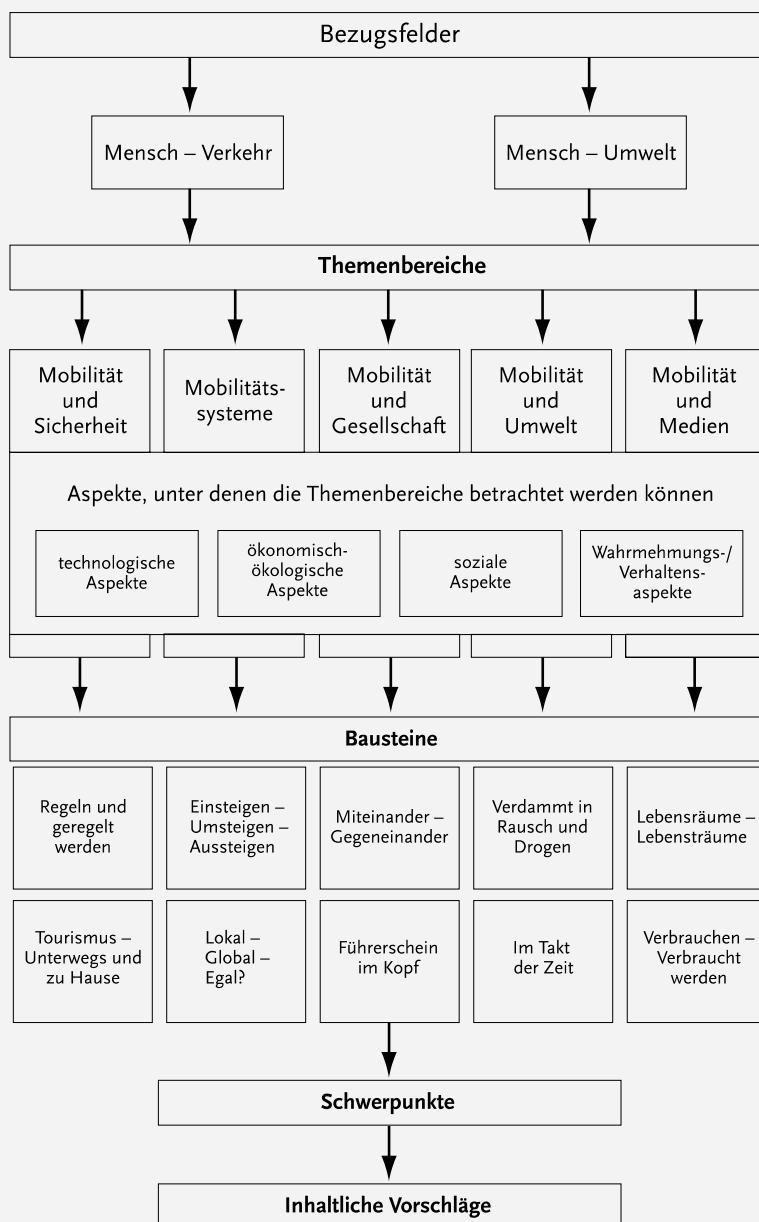 Bezugsfelder
Mensch – Verkehr
Mensch – Umwelt
Themenbereiche
Mobilität
und
Sicherheit
Mobilitäts-
systeme
Mobilität
und
Gesellschaft
Mobilität
und
Umwelt
Mobilität
und
Medien
Aspekte, unter denen die Themenbereiche betrachtet werden können
technologische
Aspekte
ökonomisch-
ökologische
Aspekte
soziale
Aspekte
Wahrmehmungs-/
Verhaltens-
aspekte
Bausteine
Regeln und
geregelt
werden
Einsteigen –
Umsteigen –
Aussteigen
Miteinander –
Gegeneinander
Verdammt in
Rausch und
Drogen
Lebensräume –
Lebensträume
Tourismus –
Unterwegs und
zu Hause
Lokal –
Global –
Egal?
Führerschein
im Kopf
Im Takt
der Zeit
Verbrauchen –
Verbraucht
werden
Schwerpunkte
Inhaltliche Vorschläge